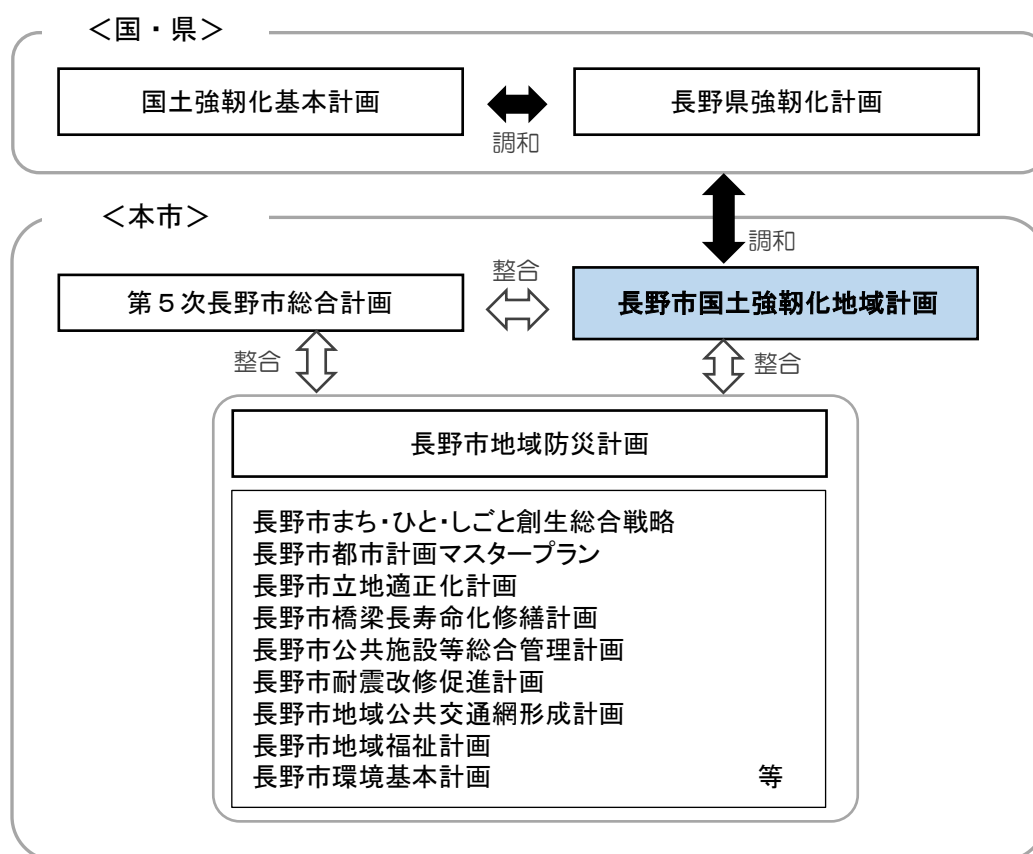 ＜国・県＞
国土強靭化基本計画
調和
長野県強靭化計画
調和
＜本市＞
第５次長野市総合計画
整合
長野市国土強靭化地域計画
整合
整合
長野市地域防災計画
長野市まち・ひと・しごと創生総合戦略
長野市都市計画マスタープラン
長野市立地適正化計画
長野市橋梁長寿命化修繕計画
長野市公共施設等総合管理計画
長野市耐震改修促進計画
長野市地域公共交通網形成計画
長野市地域福祉計画
長野市環境基本計画 等